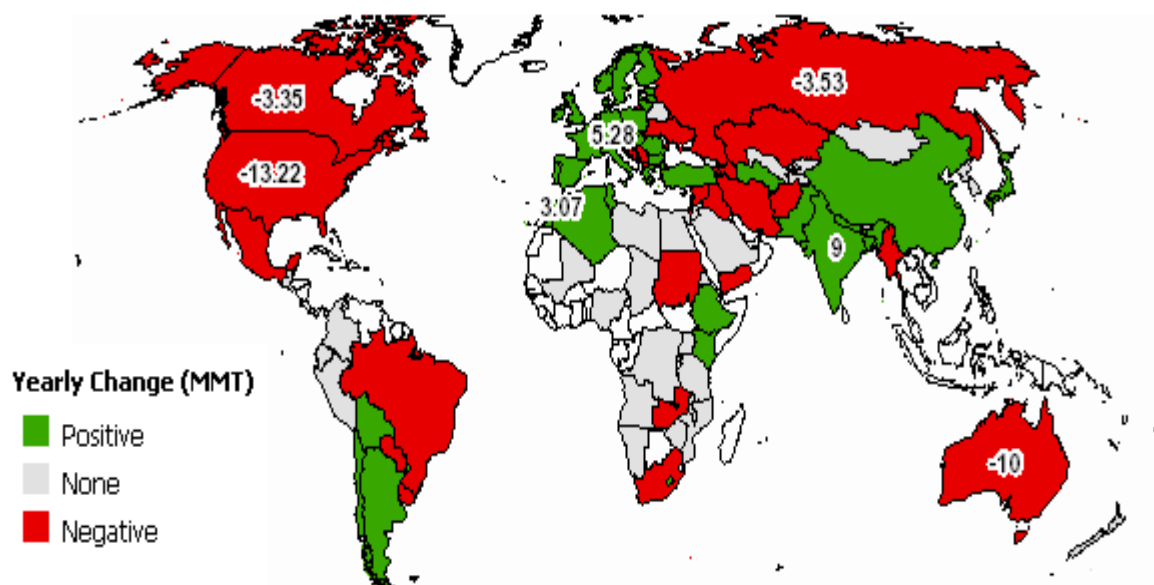 -3.35
-3.53
5.28
-13.22
3.07
9
Yearly Change (MMT)
Positive
None
-10
Negative